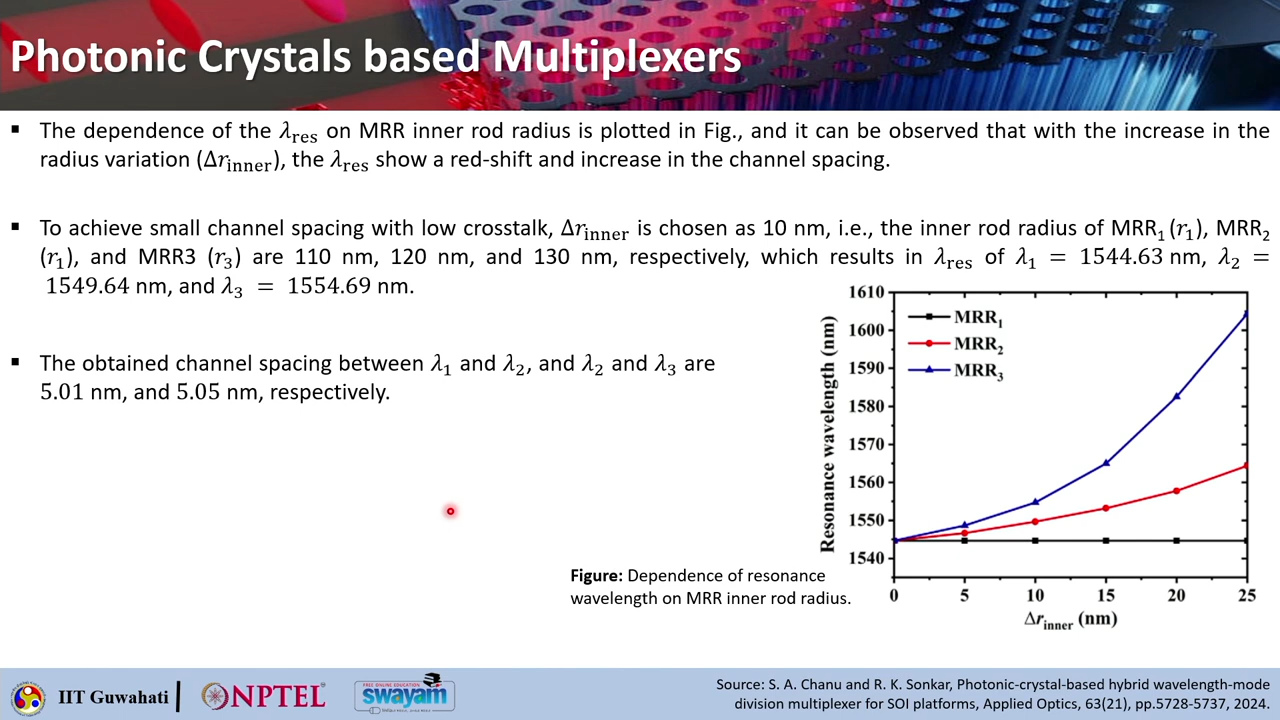 Photonic Crystals based Multiplexers
▪ The dependence of the λres on MRR inner rod radius is plotted in Fig., and it can be observed that with the increase in the
radius variation (Δrinner), the λres show a red-shift and increase in the channel spacing.
▪ To achieve small channel spacing with low crosstalk, Δrinner is chosen as 10 nm, i.e., the inner rod radius of MRR1 (r1), MRR2
(r1), and MRR3 (r3) are 110 nm, 120 nm, and 130 nm, respectively, which results in λres of λ1 = 1544.63 nm, λ2 =
1549.64 nm, and λ3 = 1554.69 nm.
▪ The obtained channel spacing between λ1 and λ2, and λ2 and λ3 are
5.01 nm, and 5.05 nm, respectively.
Resonance wavelength (nm)
1610
1600
1590
1580
1570
1560
1550
1540
MRR1
MRR2
MRR3
0 5 10 15 20 25
Δrinner (nm)
Figure: Dependence of resonance
wavelength on MRR inner rod radius.
IIT Guwahati
NPTEL
FREE ONLINE EDUCATION
swayam
Source: S. A. Chhau and R. K. Sonkar, Photonic-crystal-based hybrid wavelength-mode
division multiplexer for SOI platforms, Applied Optics, 63(21), pp.5728-5737, 2024.